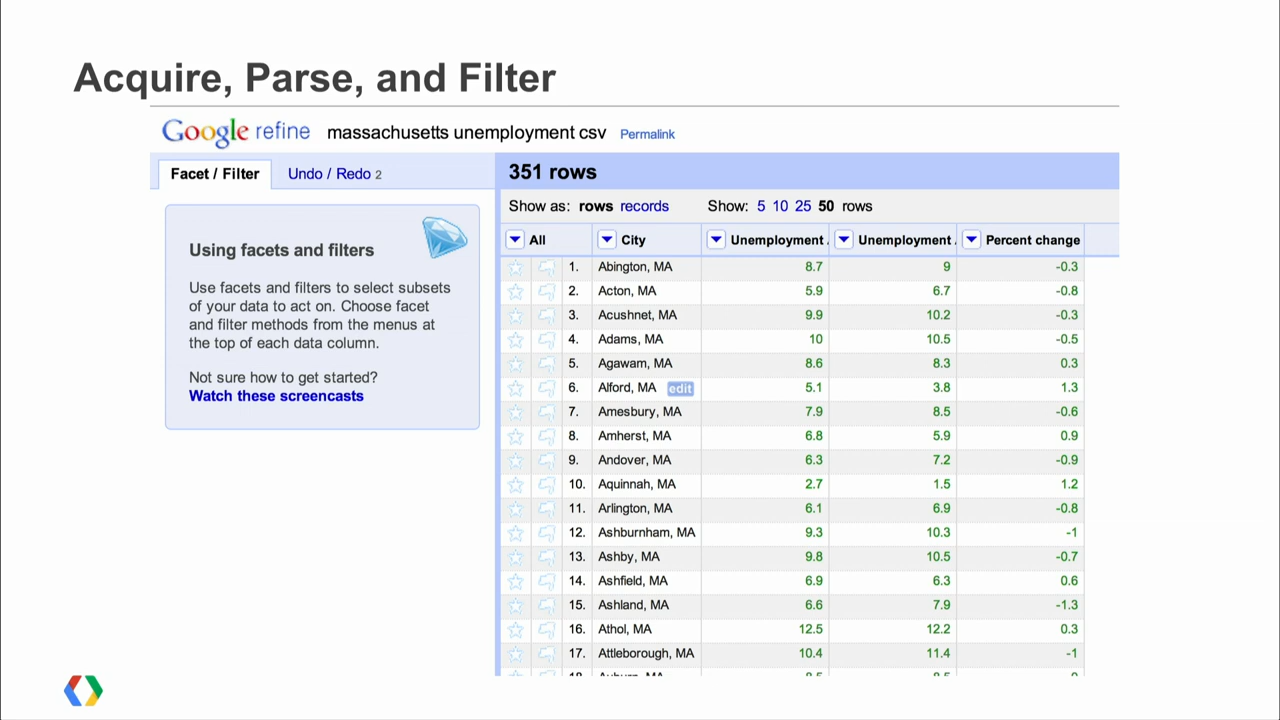 Acquire, Parse, and Filter
Google refine massachusetts unemployment csv Permalink
Facet / Filter Undo / Redo 2
351 rows
Using facets and filters
Use facets and filters to select subsets
of your data to act on. Choose facet
and filter methods from the menus at
the top of each data column.
Not sure how to get started?
Watch these screencasts
Show as: rows records Show: 5 10 25 50 rows
All City Unemployment Unemployment Percent change
1. Abington, MA 8.7 9 -0.3
2. Acton, MA 5.9 6.7 -0.8
3. Acushnet, MA 9.9 10.2 -0.3
4. Adams, MA 10 10.5 -0.5
5. Agawam, MA 8.6 8.3 0.3
6. Alford, MA edit 5.1 3.8 1.3
7. Amesbury, MA 7.9 8.5 -0.6
8. Amherst, MA 6.8 5.9 0.9
9. Andover, MA 6.3 7.2 -0.9
10. Aquinnah, MA 2.7 1.5 1.2
11. Arlington, MA 6.1 6.9 -0.8
12. Ashburnham, MA 9.3 10.3 -1
13. Ashby, MA 9.8 10.5 -0.7
14. Ashfield, MA 6.9 6.3 0.6
15. Ashland, MA 6.6 7.9 -1.3
16. Athol, MA 12.5 12.2 0.3
17. Attleborough, MA 10.4 11.4 -1